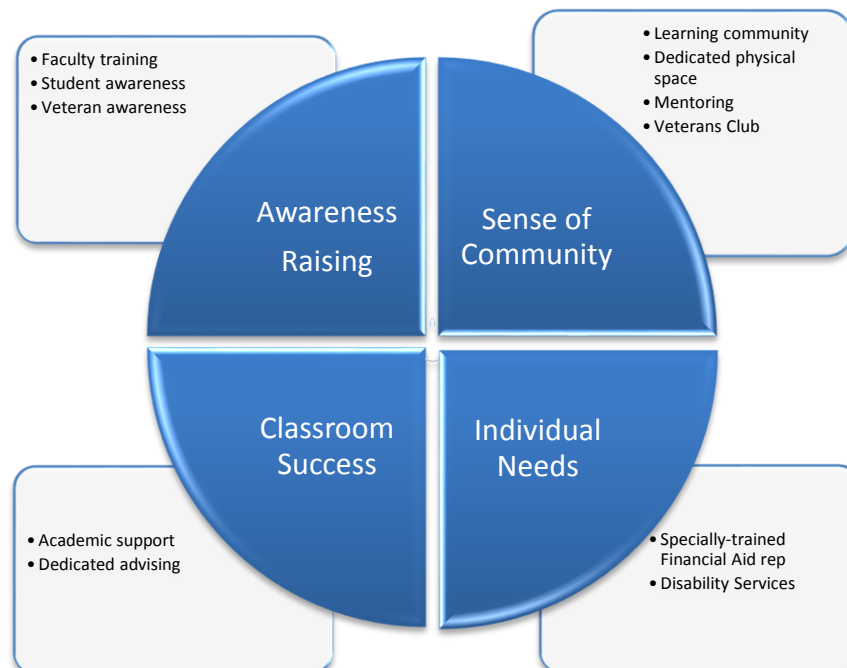 • Faculty training
• Student awareness
• Veteran awareness
• Learning community
• Dedicated physical
space
• Mentoring
• Veterans Club
Awareness
Raising
Sense of
Community
Classroom
Success
Individual
Needs
• Academic support
• Dedicated advising
• Specially-trained
Financial Aid rep
• Disability Services